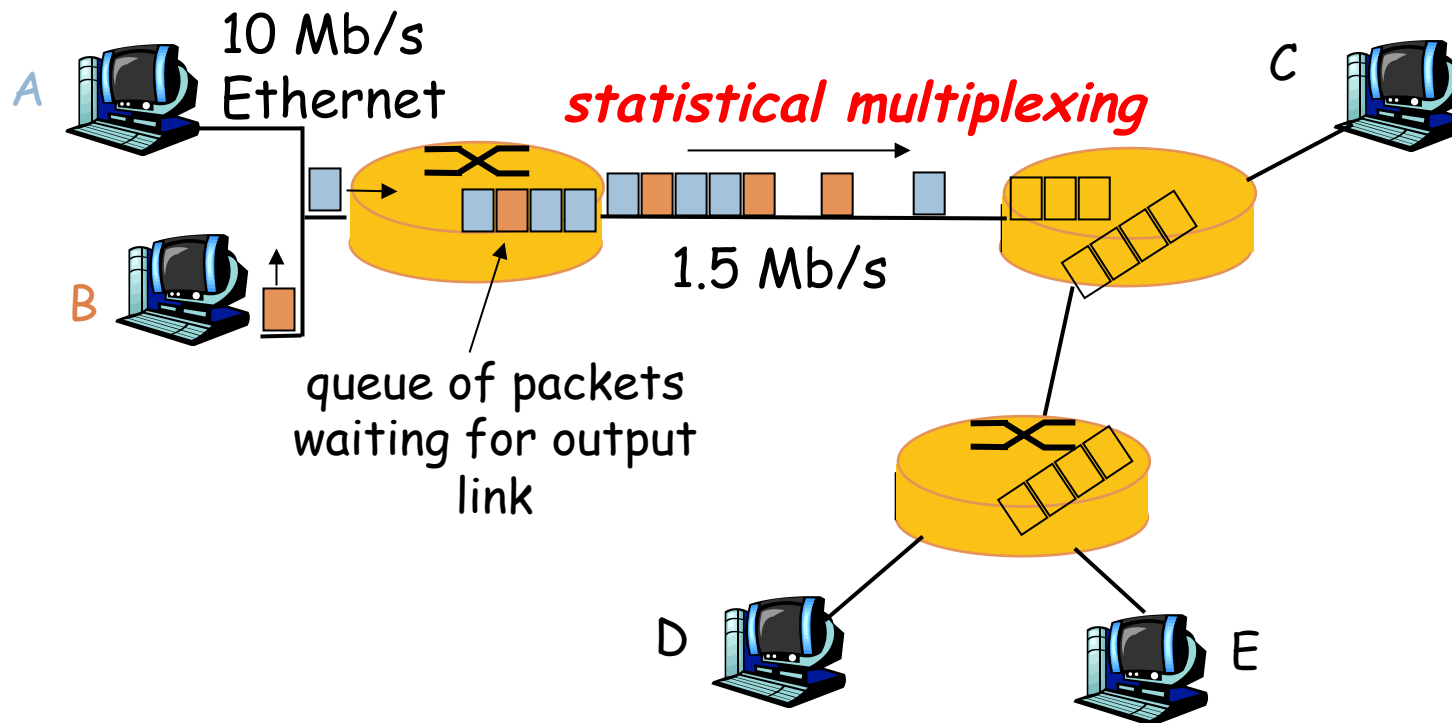 10 Mb/s
Ethernet
A
statistical multiplexing
C
B
1.5 Mb/s
queue of packets
waiting for output
link
D
E